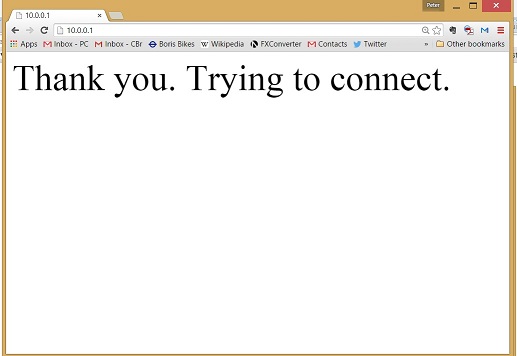 Peter
10.0.0.1
10.0.0.1
Apps Inbox - PC Inbox - CBr Boris Bikes Wikipedia FXConverter Contacts Twitter » Other bookmarks
Thank you. Trying to connect.